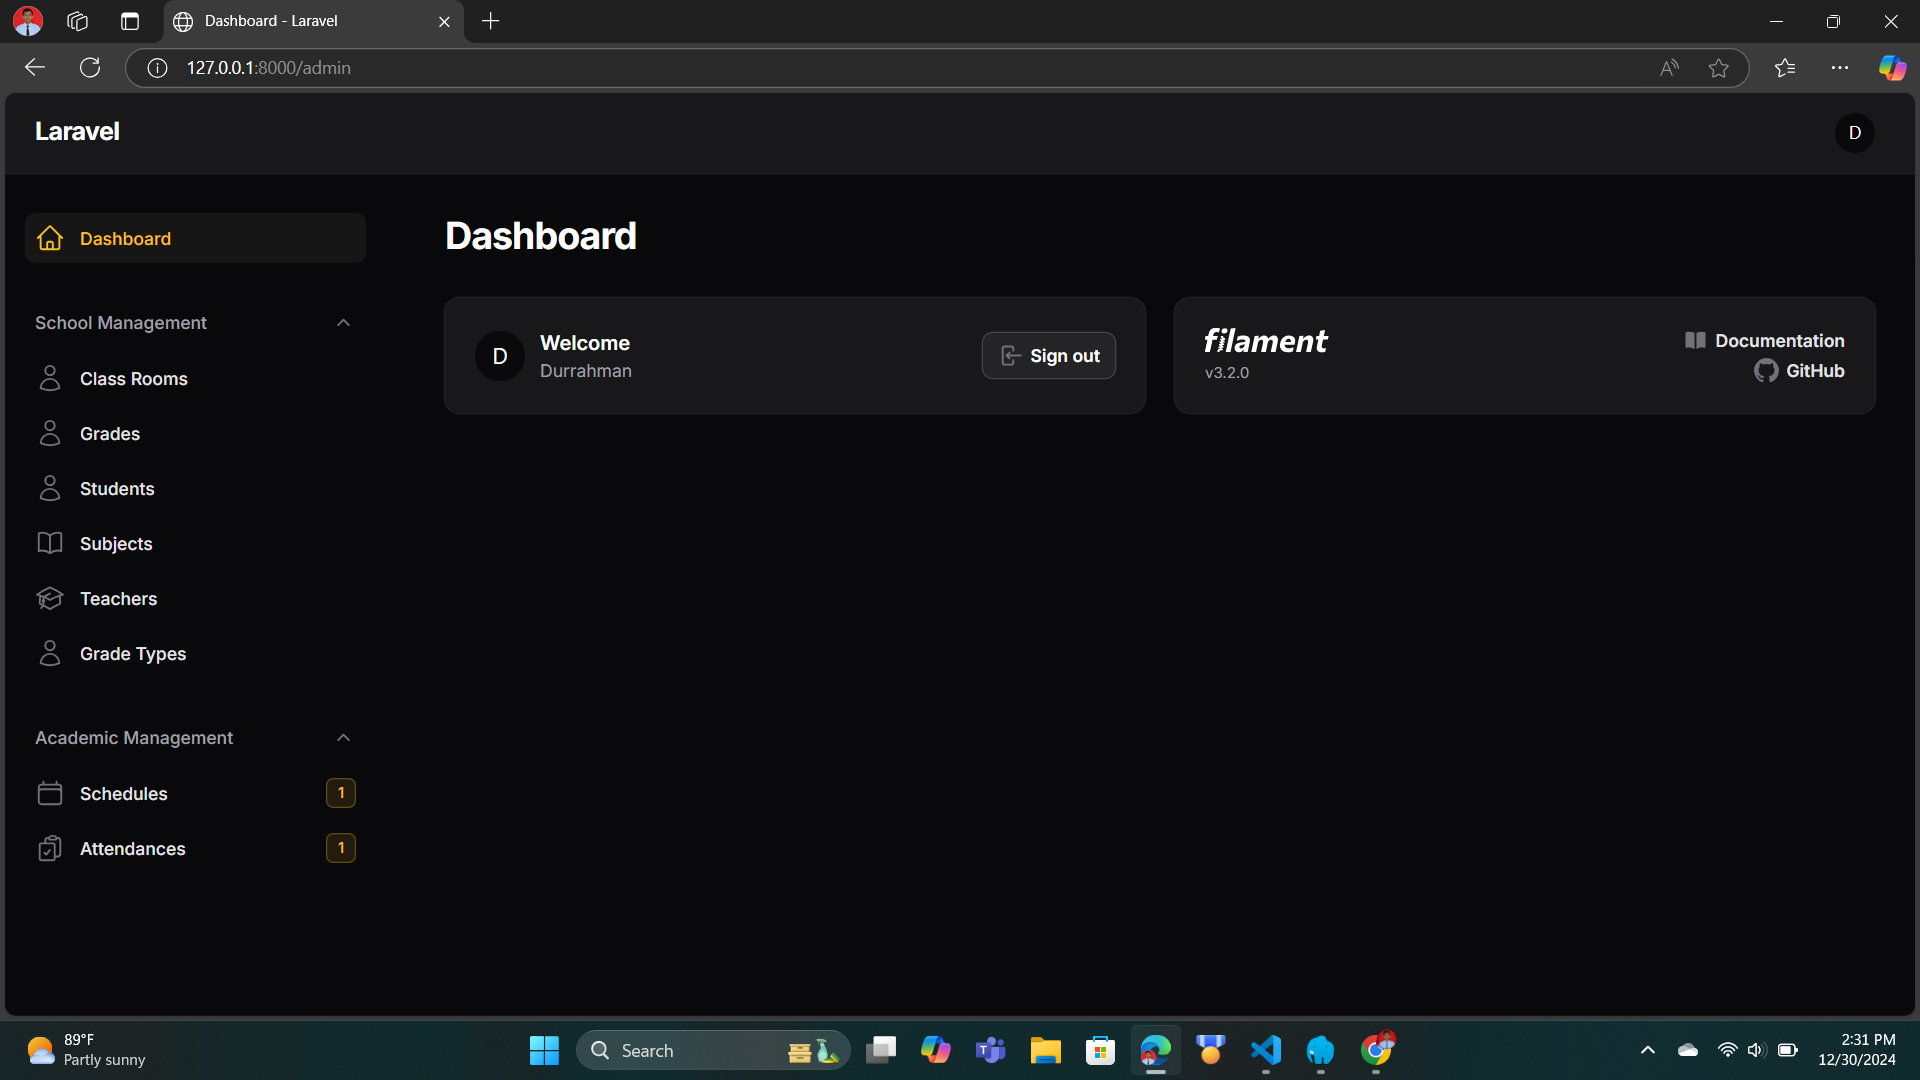 Dashboard - Laravel
127.0.0.1:8000/admin
Laravel
D
Dashboard
School Management
Class Rooms
Grades
Students
Subjects
Teachers
Grade Types
Academic Management
Schedules 1
Attendances 1
Dashboard
D
Welcome
Durrahman
Sign out
filament
v3.2.0
Documentation
GitHub
89°F
Partly sunny
Search
2:31 PM
12/30/2024